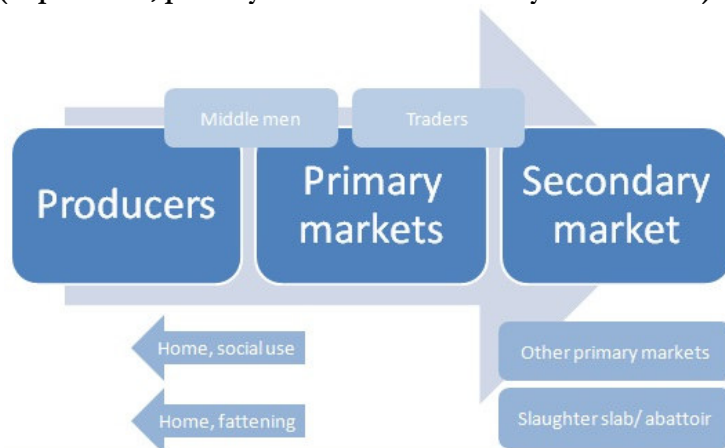 Middle men
Traders
Producers
Primary
markets
Secondary
market
Home, social use
Other primary markets
Home, fattening
Slaughter slab/ abattoir